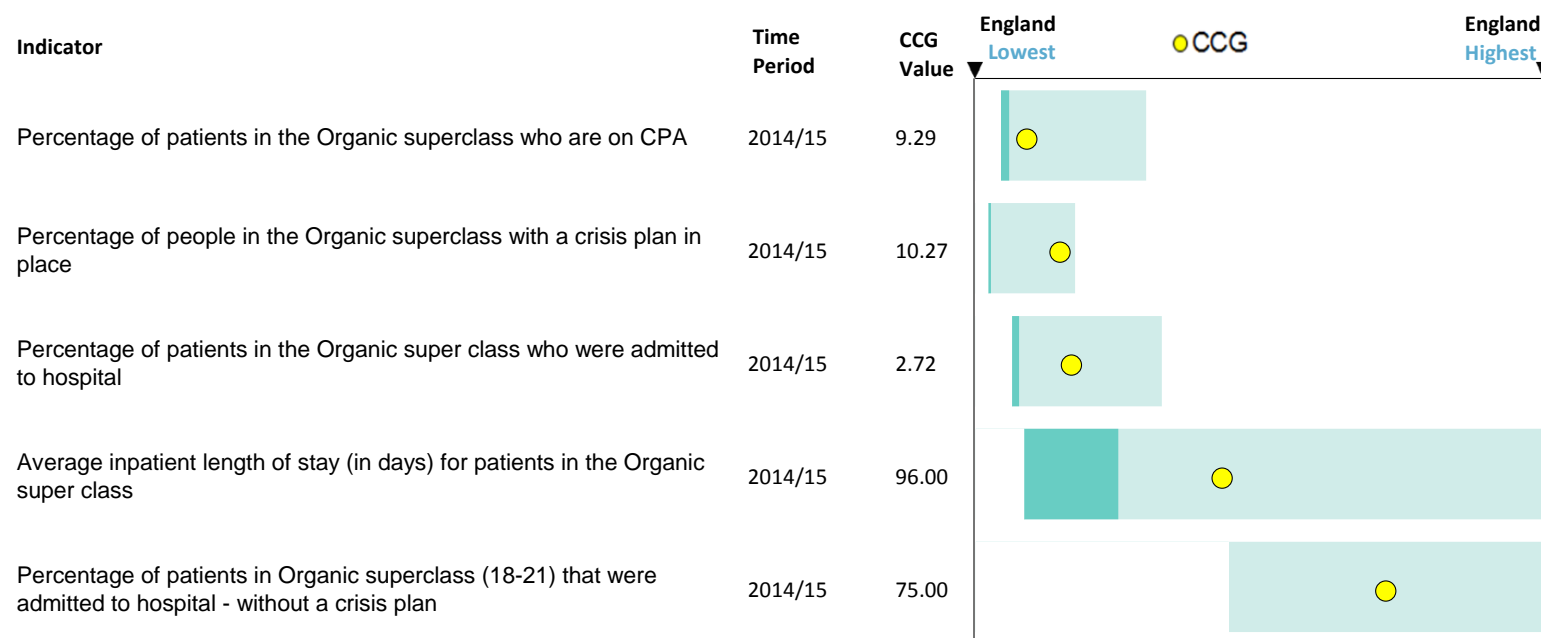 Indicator
Time Period
CCG Value
England Lowest
CCG
England Highest
Percentage of patients in the Organic superclass who are on CPA
2014/15
9.29
Percentage of people in the Organic superclass with a crisis plan in
place
2014/15
10.27
Percentage of patients in the Organic super class who were admitted
to hospital
2014/15
2.72
Average inpatient length of stay (in days) for patients in the Organic
super class
2014/15
96.00
Percentage of patients in Organic superclass (18-21) that were
admitted to hospital - without a crisis plan
2014/15
75.00